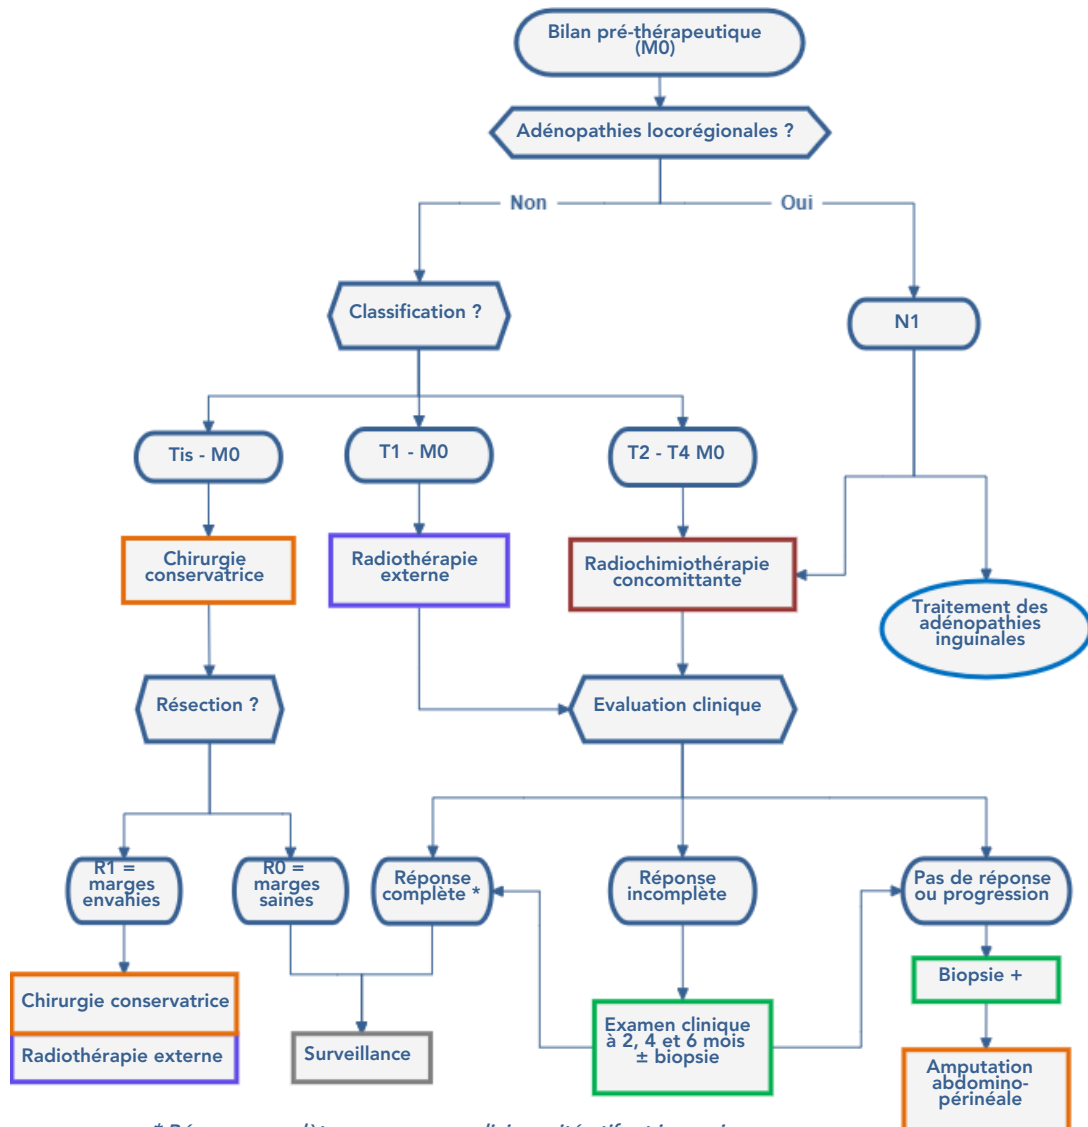 Bilan pré-thérapeutique
(M0)
Adénopathies locorégionales ?
Non
Oui
Classification ?
N1
Tis - M0
T1 - M0
T2 - T4 M0
Chirurgie
conservatrice
Radiothérapie
externe
Radiochimiothérapie
concomittante
Traitement des
adénopathies
inguinales
Résection ?
Evaluation clinique
R1 =
marges
envahies
R0 =
marges
saines
Réponse
complète *
Réponse
incomplète
Pas de réponse
ou progression
Chirurgie conservatrice
Radiothérapie externe
Surveillance
Examen clinique
à 2, 4 et 6 mois
± biopsie
Biopsie +
Amputation
abdomino-
périnéale